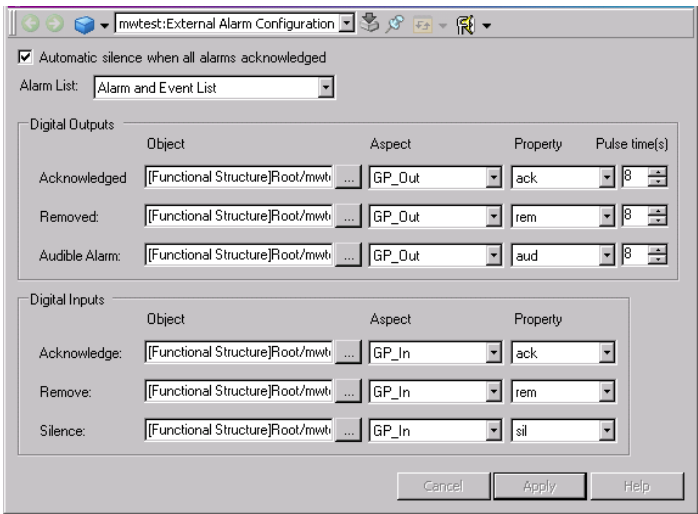 mwtest:External Alarm Configuration
Automatic silence when all alarms acknowledged
Alarm List: Alarm and Event List
Digital Outputs
Object Aspect Property Pulse time(s)
Acknowledged [Functional Structure]Root/mwt ... GP_Out ack 8
Removed: [Functional Structure]Root/mwt ... GP_Out rem 8
Audible Alarm: [Functional Structure]Root/mwt ... GP_Out aud 8
Digital Inputs
Object Aspect Property
Acknowledge: [Functional Structure]Root/mwt ... GP_In ack
Remove: [Functional Structure]Root/mwt ... GP_In rem
Silence: [Functional Structure]Root/mwt ... GP_In sil
Cancel Apply Help